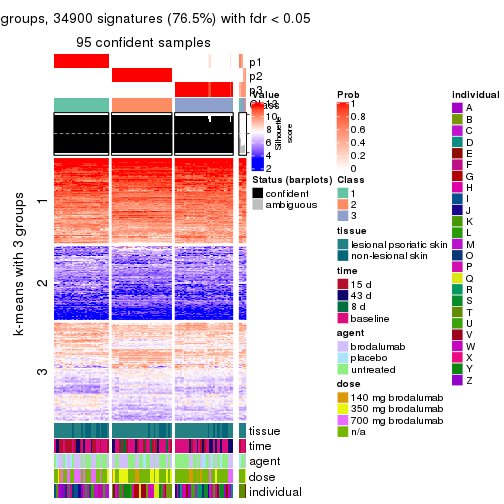 groups, 34900 signatures (76.5%) with fdr < 0.05
95 confident samples
p1
p2
p3
Class
Silhouette
score
k-means with 3 groups
1
2
3
tissue
time
agent
dose
individual
Value
10
8
6
4
2
Status (barplots)
confident
ambiguous
Prob
1
0.8
0.6
0.4
0.2
0
Class
1
2
3
tissue
lesional psoriatic skin
non-lesional skin
time
15 d
43 d
8 d
baseline
agent
brodalumab
placebo
untreated
dose
140 mg brodalumab
350 mg brodalumab
700 mg brodalumab
n/a
individual
A
B
C
D
E
F
G
H
I
J
K
L
M
O
P
Q
R
S
T
U
V
W
X
Y
Z